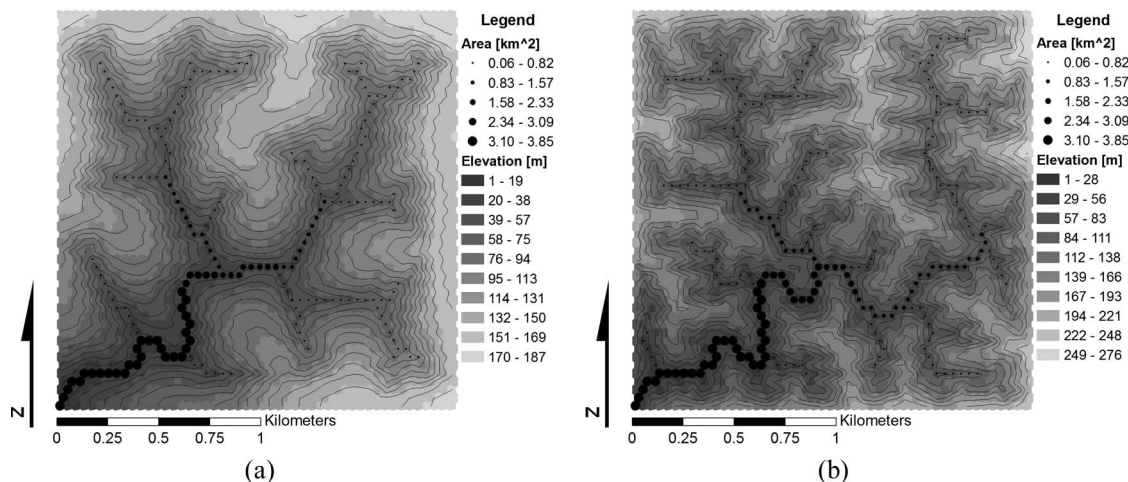 Legend
Area [km^2]
0.06 - 0.82
0.83 - 1.57
1.58 - 2.33
2.34 - 3.09
3.10 - 3.85
Elevation [m]
1 - 19
20 - 38
39 - 57
58 - 75
76 - 94
95 - 113
114 - 131
132 - 150
151 - 169
170 - 187
N
Kilometers
0 0.25 0.5 0.75 1
(a)
Legend
Area [km^2]
0.06 - 0.82
0.83 - 1.57
1.58 - 2.33
2.34 - 3.09
3.10 - 3.85
Elevation [m]
1 - 28
29 - 56
57 - 83
84 - 111
112 - 138
139 - 166
167 - 193
194 - 221
222 - 248
249 - 276
N
Kilometers
0 0.25 0.5 0.75 1
(b)